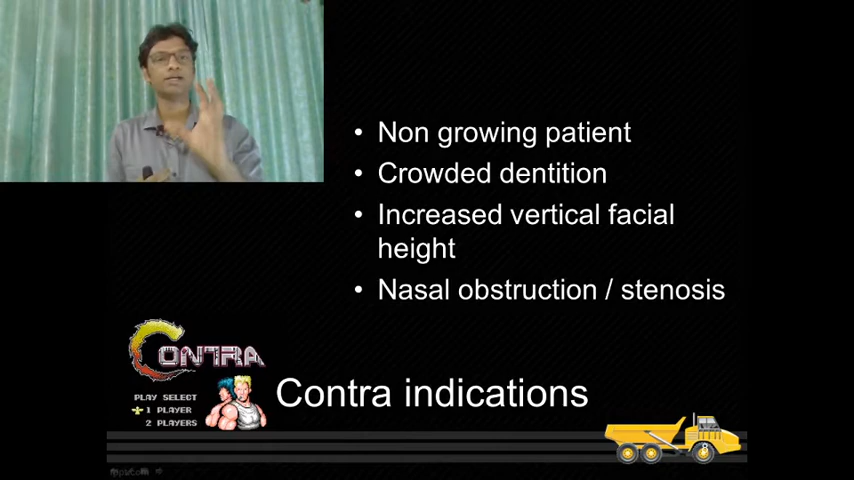 • Non growing patient
• Crowded dentition
• Increased vertical facial
height
• Nasal obstruction / stenosis
CONTRA
PLAY SELECT
1 PLAYER
2 PLAYERS
Contra indications
8